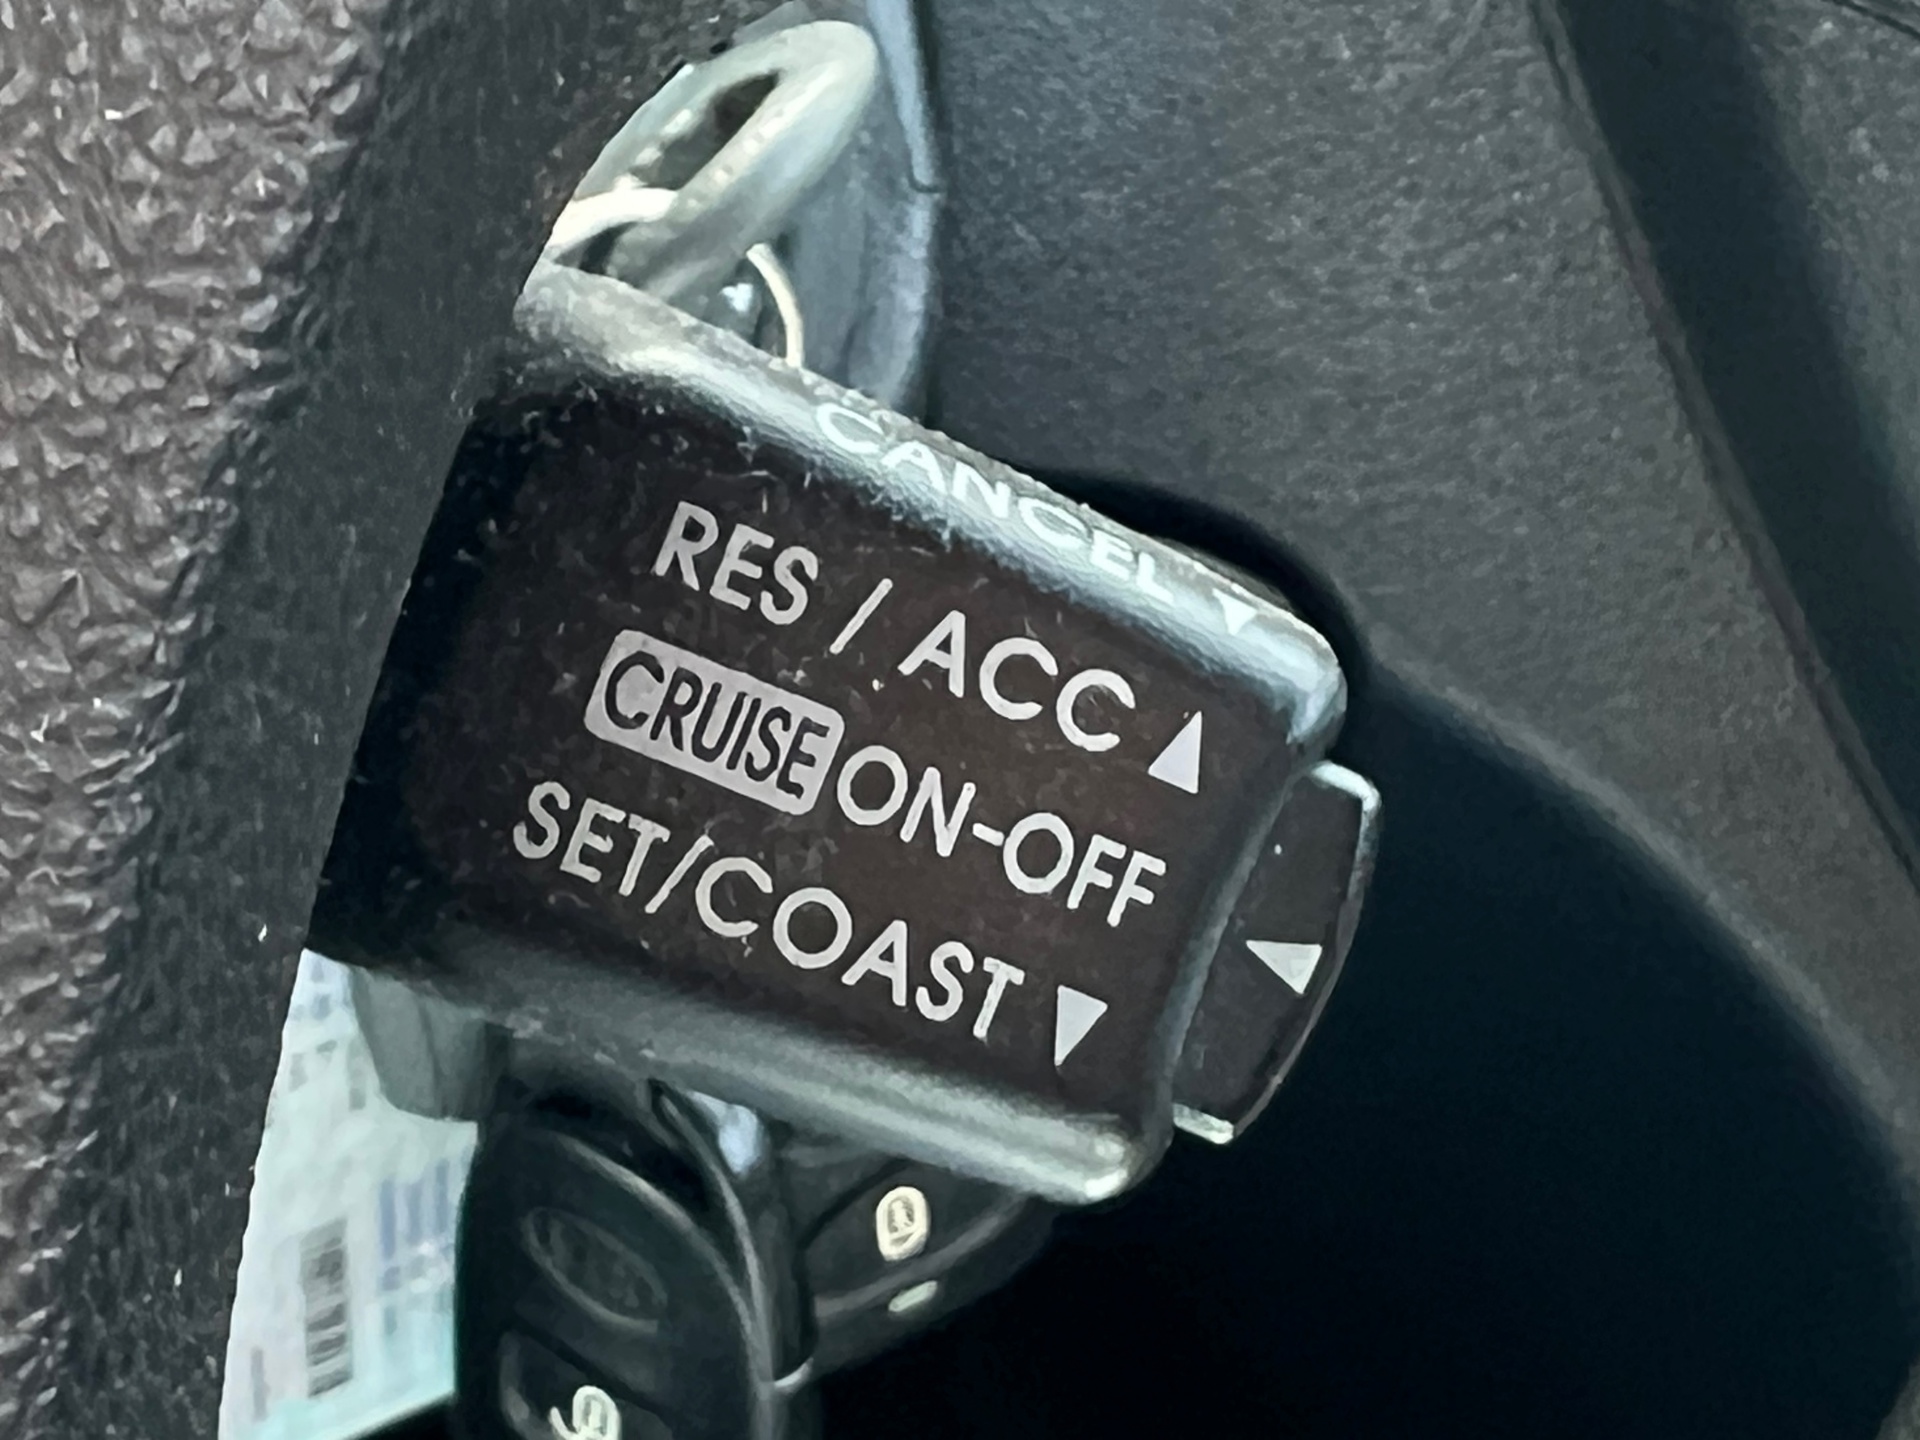 CANCEL ▼
RES / ACC ▲
CRUISE ON-OFF
SET/COAST ▼